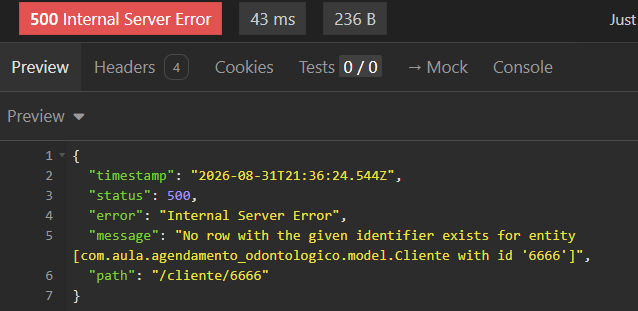 500 Internal Server Error 43 ms 236 B Just
Preview Headers 4 Cookies Tests 0 / 0 → Mock Console
Preview
1 {
2 "timestamp": "2026-08-31T21:36:24.544Z",
3 "status": 500,
4 "error": "Internal Server Error",
5 "message": "No row with the given identifier exists for entity
[com.aula.agendamento_odontologico.model.Cliente with id '6666']",
6 "path": "/cliente/6666"
7 }